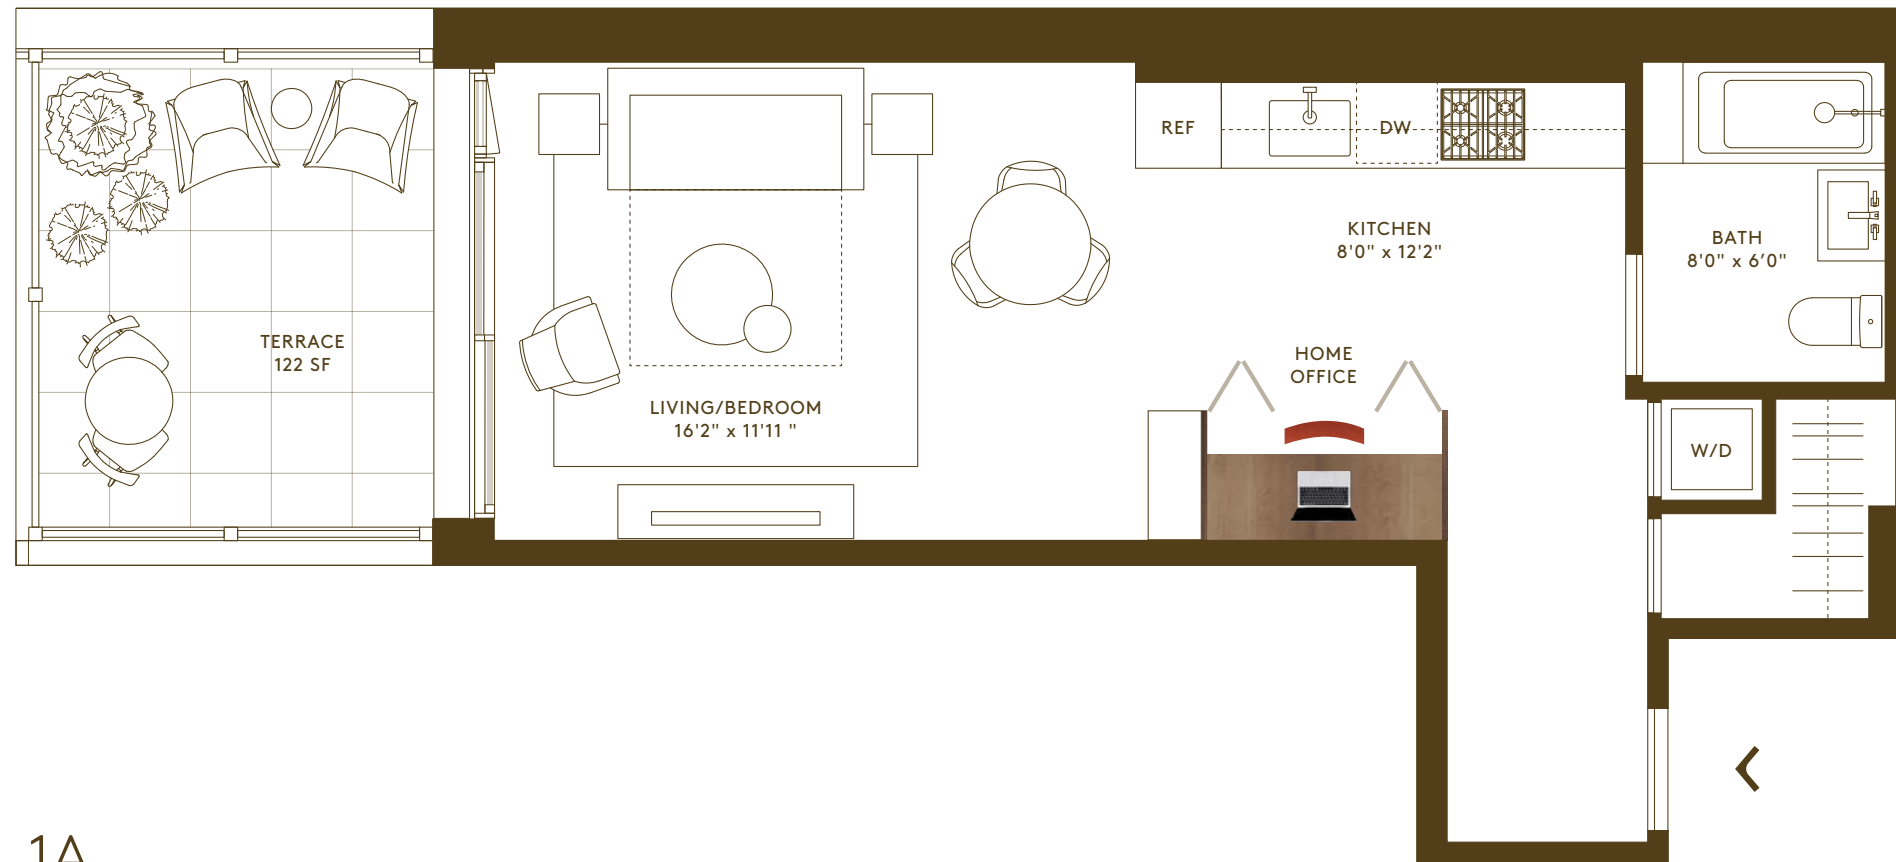 REF
DW
KITCHEN
8'0" x 12'2"
BATH
8'0" x 6'0"
TERRACE
122 SF
HOME
OFFICE
LIVING/BEDROOM
16'2" x 11'11 "
W/D
1A